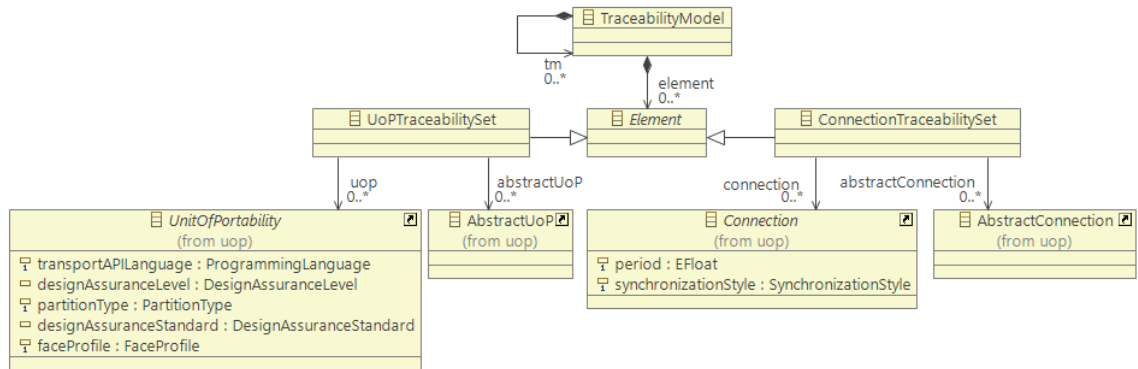 TraceabilityModel
tm
0..*
element
0..*
UoPTraceabilitySet
Element
ConnectionTraceabilitySet
uop
0..*
abstractUoP
0..*
connection
0..*
abstractConnection
0..*
UnitOfPortability
(from uop)
transportAPILanguage : ProgrammingLanguage
designAssuranceLevel : DesignAssuranceLevel
partitionType : PartitionType
designAssuranceStandard : DesignAssuranceStandard
faceProfile : FaceProfile
AbstractUoP
(from uop)
Connection
(from uop)
period : EFloat
synchronizationStyle : SynchronizationStyle
AbstractConnection
(from uop)